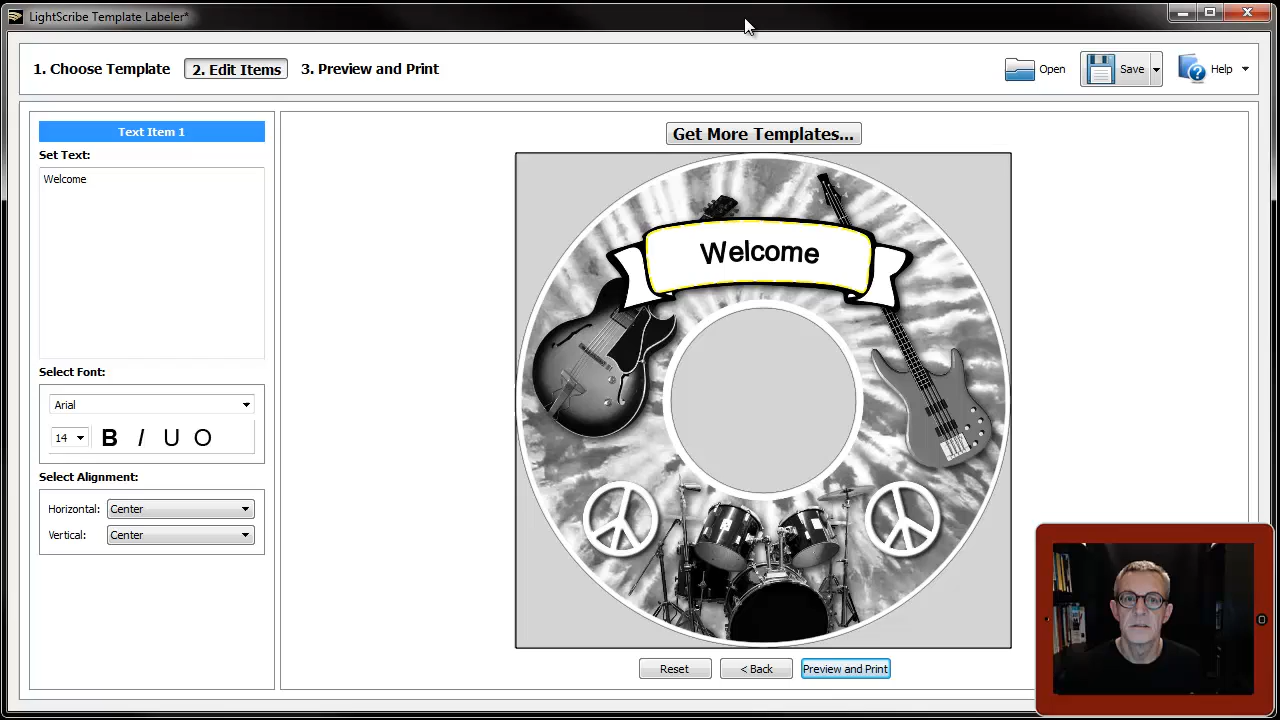 LightScribe Template Labeler*
1. Choose Template 2. Edit Items 3. Preview and Print Open Save Help
Text Item 1
Set Text:
Welcome
Select Font:
Arial
14 B I U O
Select Alignment:
Horizontal: Center
Vertical: Center
Get More Templates...
Welcome
Reset < Back Preview and Print